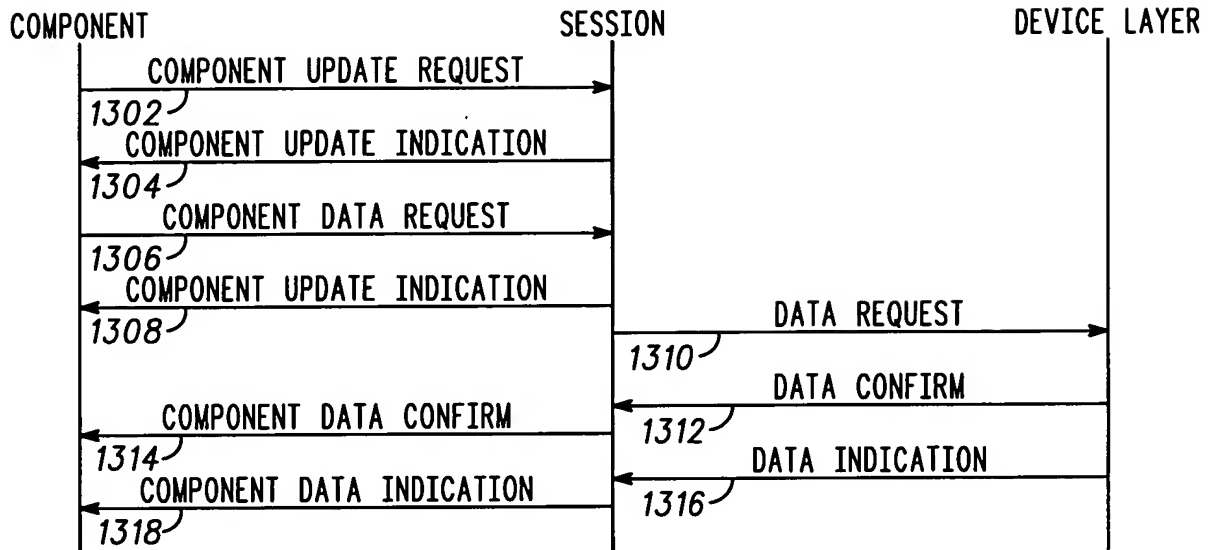 COMPONENT SESSION DEVICE LAYER
COMPONENT UPDATE REQUEST
1302
COMPONENT UPDATE INDICATION
1304
COMPONENT DATA REQUEST
1306
COMPONENT UPDATE INDICATION
1308
DATA REQUEST
1310
DATA CONFIRM
1312
COMPONENT DATA CONFIRM
1314
DATA INDICATION
1316
COMPONENT DATA INDICATION
1318